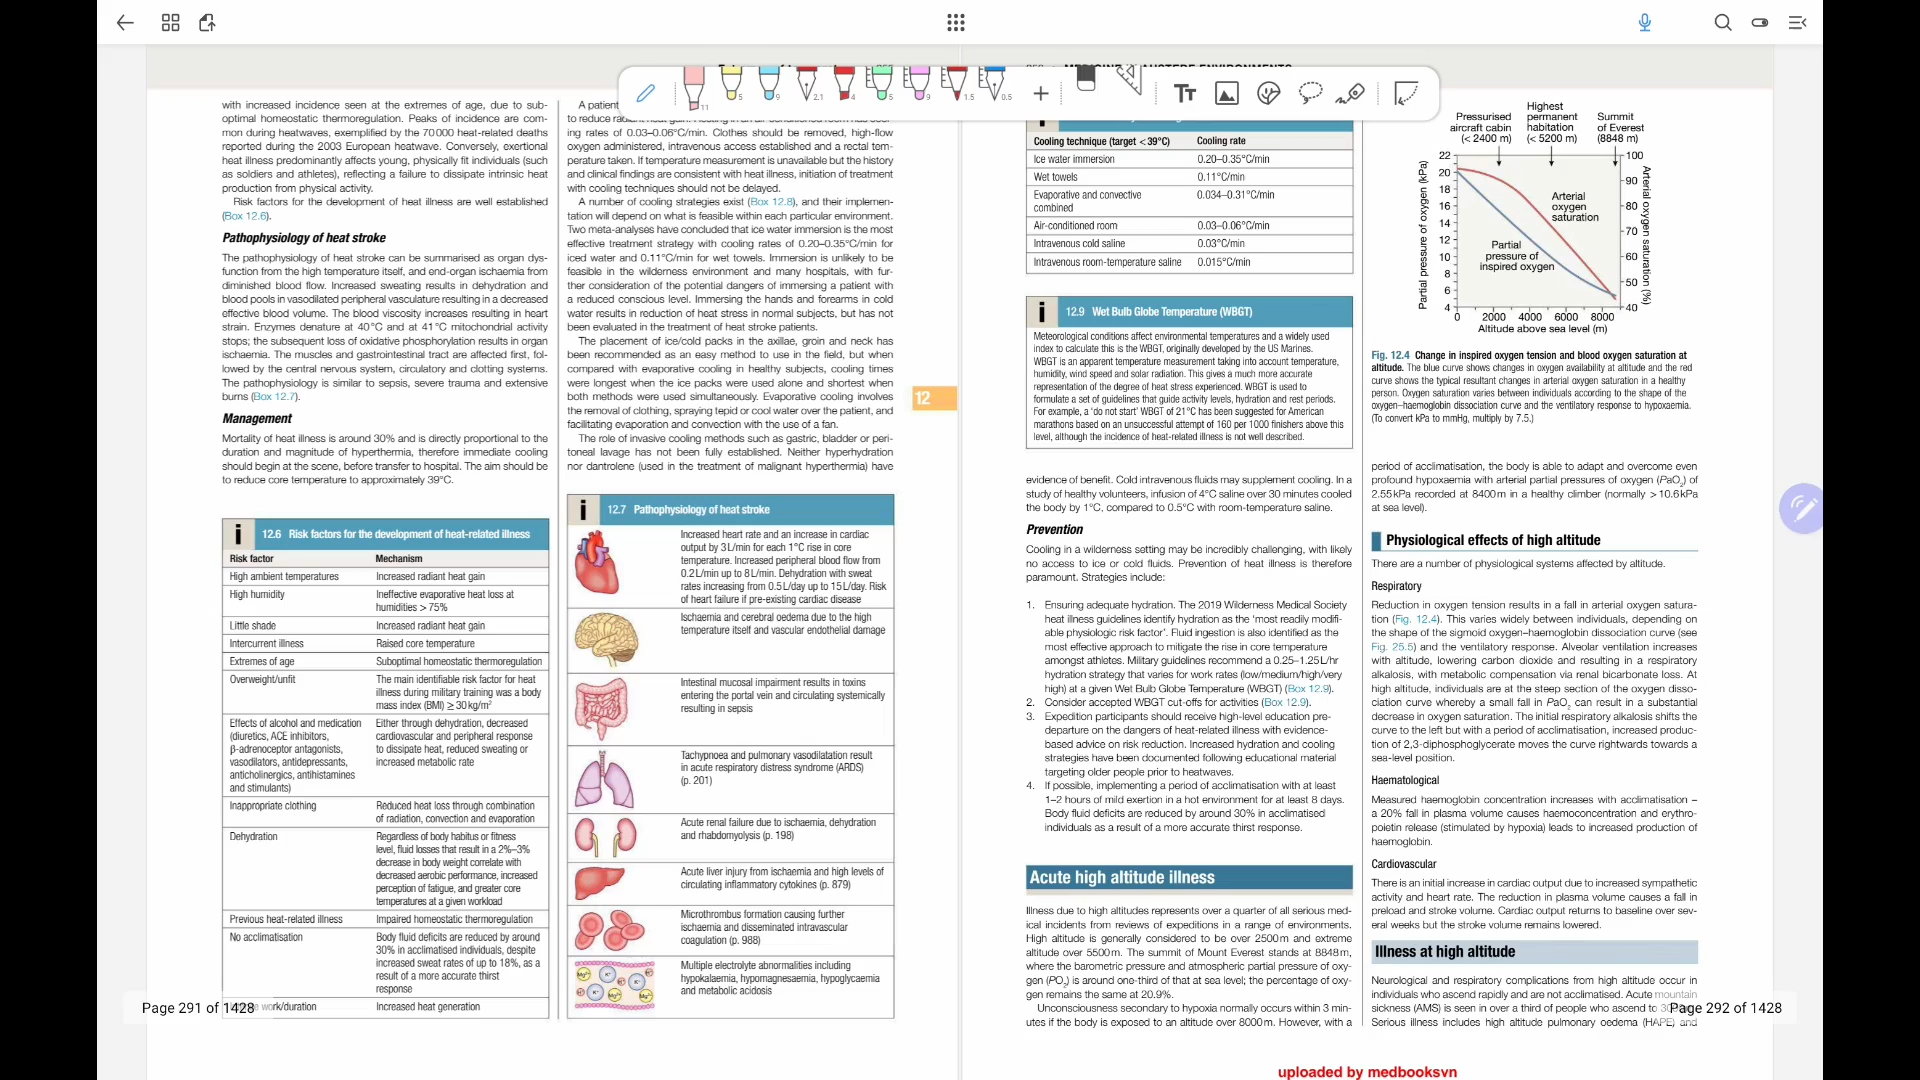 with increased incidence seen at the extremes of age, due to sub-
optimal homeostatic thermoregulation. Peaks of incidence are com-
mon during heatwaves, exemplified by the 70 000 heat-related deaths
reported during the 2003 European heatwave. Conversely, exertional
heat illness predominantly affects young, physically fit individuals (such
as soldiers and athletes), reflecting a failure to dissipate intrinsic heat
production from physical activity.
Risk factors for the development of heat illness are well established
(Box 12.6).
Pathophysiology of heat stroke
The pathophysiology of heat stroke can be summarised as organ dys-
function from the high temperature itself, and end-organ ischaemia from
diminished blood flow. Increased sweating results in dehydration and
blood pools in vasodilated peripheral vasculature resulting in a decreased
effective blood volume. The blood viscosity increases resulting in heart
strain. Enzymes denature at 40°C and at 41°C mitochondrial activity
stops; the subsequent loss of oxidative phosphorylation results in organ
ischaemia. The muscles and gastrointestinal tract are affected first, fol-
lowed by the central nervous system, circulatory and clotting systems.
The pathophysiology is similar to sepsis, severe trauma and extensive
burns (Box 12.7).
Management
Mortality of heat illness is around 30% and is directly proportional to the
duration and magnitude of hyperthermia, therefore immediate cooling
should begin at the scene, before transfer to hospital. The aim should be
to reduce core temperature to approximately 39°C.
i 12.6 Risk factors for the development of heat-related illness
Risk factor Mechanism
High ambient temperatures Increased radiant heat gain
High humidity Ineffective evaporative heat loss at
humidities > 75%
Little shade Increased radiant heat gain
Intercurrent illness Raised core temperature
Extremes of age Suboptimal homeostatic thermoregulation
Overweight/unfit The main identifiable risk factor for heat
illness during military training was a body
mass index (BMI) ≥ 30 kg/m²
Effects of alcohol and medication Either through dehydration, decreased
(diuretics, ACE inhibitors, cardiovascular and peripheral response
β-adrenoceptor antagonists, to dissipate heat, reduced sweating or
vasodilators, antidepressants, increased metabolic rate
anticholinergics, antihistamines
and stimulants)
Inappropriate clothing Reduced heat loss through combination
of radiation, convection and evaporation
Dehydration Regardless of body habitus or fitness
level, fluid losses that result in a 2%–3%
decrease in body weight correlate with
decreased aerobic performance, increased
perception of fatigue, and greater core
temperatures at a given workload
Previous heat-related illness Impaired homeostatic thermoregulation
No acclimatisation Body fluid deficits are reduced by around
30% in acclimatised individuals, despite
increased sweat rates of up to 18%, as a
result of a more accurate thirst
response
work/duration Increased heat generation
Page 291 of 1428
A patient
to reduce radiant heat gain.
ing rates of 0.03–0.06°C/min. Clothes should be removed, high-flow
oxygen administered, intravenous access established and a rectal tem-
perature taken. If temperature measurement is unavailable but the history
and clinical findings are consistent with heat illness, initiation of treatment
with cooling techniques should not be delayed.
A number of cooling strategies exist (Box 12.8), and their implemen-
tation will depend on what is feasible within each particular environment.
Two meta-analyses have concluded that ice water immersion is the most
effective treatment strategy with cooling rates of 0.20–0.35°C/min for
iced water and 0.11°C/min for wet towels. Immersion is unlikely to be
feasible in the wilderness environment and many hospitals, with fur-
ther consideration of the potential dangers of immersing a patient with
a reduced conscious level. Immersing the hands and forearms in cold
water results in reduction of heat stress in normal subjects, but has not
been evaluated in the treatment of heat stroke patients.
The placement of ice/cold packs in the axillae, groin and neck has
been recommended as an easy method to use in the field, but when
compared with evaporative cooling in healthy subjects, cooling times
were longest when the ice packs were used alone and shortest when
both methods were used simultaneously. Evaporative cooling involves
the removal of clothing, spraying tepid or cool water over the patient, and
facilitating evaporation and convection with the use of a fan.
The role of invasive cooling methods such as gastric, bladder or peri-
toneal lavage has not been fully established. Neither hyperhydration
nor dantrolene (used in the treatment of malignant hyperthermia) have
i 12.7 Pathophysiology of heat stroke
Increased heart rate and an increase in cardiac
output by 3 L/min for each 1°C rise in core
temperature. Increased peripheral blood flow from
0.2 L/min up to 8 L/min. Dehydration with sweat
rates increasing from 0.5 L/day up to 15 L/day. Risk
of heart failure if pre-existing cardiac disease
Ischaemia and cerebral oedema due to the high
temperature itself and vascular endothelial damage
Intestinal mucosal impairment results in toxins
entering the portal vein and circulating systemically
resulting in sepsis
Tachypnoea and pulmonary vasodilatation result
in acute respiratory distress syndrome (ARDS)
(p. 201)
Acute renal failure due to ischaemia, dehydration
and rhabdomyolysis (p. 198)
Acute liver injury from ischaemia and high levels of
circulating inflammatory cytokines (p. 879)
Microthrombus formation causing further
ischaemia and disseminated intravascular
coagulation (p. 988)
Multiple electrolyte abnormalities including
hypokalaemia, hypomagnesaemia, hypoglycaemia
and metabolic acidosis
12
11 5 9 2.1 4 5 9 1.5 0.5 Tт
Cooling technique (target < 39°C) Cooling rate
Ice water immersion 0.20–0.35°C/min
Wet towels 0.11°C/min
Evaporative and convective 0.034–0.31°C/min
combined
Air-conditioned room 0.03–0.06°C/min
Intravenous cold saline 0.03°C/min
Intravenous room-temperature saline 0.015°C/min
i 12.9 Wet Bulb Globe Temperature (WBGT)
Meteorological conditions affect environmental temperatures and a widely used
index to calculate this is the WBGT, originally developed by the US Marines.
WBGT is an apparent temperature measurement taking into account temperature,
humidity, wind speed and solar radiation. This gives a much more accurate
representation of the degree of heat stress experienced. WBGT is used to
formulate a set of guidelines that guide activity levels, hydration and rest periods.
For example, a 'do not start' WBGT of 21°C has been suggested for American
marathons based on an unsuccessful attempt of 160 per 1000 finishers above this
level, although the incidence of heat-related illness is not well described.
evidence of benefit. Cold intravenous fluids may supplement cooling. In a
study of healthy volunteers, infusion of 4°C saline over 30 minutes cooled
the body by 1°C, compared to 0.5°C with room-temperature saline.
Prevention
Cooling in a wilderness setting may be incredibly challenging, with likely
no access to ice or cold fluids. Prevention of heat illness is therefore
paramount. Strategies include:
1. Ensuring adequate hydration. The 2019 Wilderness Medical Society
heat illness guidelines identify hydration as the 'most readily modifi-
able physiologic risk factor'. Fluid ingestion is also identified as the
most effective approach to mitigate the rise in core temperature
amongst athletes. Military guidelines recommend a 0.25–1.25 L/hr
hydration strategy that varies for work rates (low/medium/high/very
high) at a given Wet Bulb Globe Temperature (WBGT) (Box 12.9).
2. Consider accepted WBGT cut-offs for activities (Box 12.9).
3. Expedition participants should receive high-level education pre-
departure on the dangers of heat-related illness with evidence-
based advice on risk reduction. Increased hydration and cooling
strategies have been documented following educational material
targeting older people prior to heatwaves.
4. If possible, implementing a period of acclimatisation with at least
1–2 hours of mild exertion in a hot environment for at least 8 days.
Body fluid deficits are reduced by around 30% in acclimatised
individuals as a result of a more accurate thirst response.
Acute high altitude illness
Illness due to high altitudes represents over a quarter of all serious med-
ical incidents from reviews of expeditions in a range of environments.
High altitude is generally considered to be over 2500 m and extreme
altitude over 5500 m. The summit of Mount Everest stands at 8848 m,
where the barometric pressure and atmospheric partial pressure of oxy-
gen (PO₂) is around one-third of that at sea level; the percentage of oxy-
gen remains the same at 20.9%.
Unconsciousness secondary to hypoxia normally occurs within 3 min-
utes if the body is exposed to an altitude over 8000 m. However, with a
Pressurised aircraft cabin (< 2400 m)
Highest permanent habitation (< 5200 m)
Summit of Everest (8848 m)
Partial pressure of oxygen (kPa)
22 20 18 16 14 12 10 8 6 4
Arterial oxygen saturation
Partial pressure of inspired oxygen
100 90 80 70 60 50 40
Arterial oxygen saturation (%)
0 2000 4000 6000 8000
Altitude above sea level (m)
Fig. 12.4 Change in inspired oxygen tension and blood oxygen saturation at
altitude. The blue curve shows changes in oxygen availability at altitude and the red
curve shows the typical resultant changes in arterial oxygen saturation in a healthy
person. Oxygen saturation varies between individuals according to the shape of the
oxygen–haemoglobin dissociation curve and the ventilatory response to hypoxaemia.
(To convert kPa to mmHg, multiply by 7.5.)
period of acclimatisation, the body is able to adapt and overcome even
profound hypoxaemia with arterial partial pressures of oxygen (PaO₂) of
2.55 kPa recorded at 8400 m in a healthy climber (normally > 10.6 kPa
at sea level).
Physiological effects of high altitude
There are a number of physiological systems affected by altitude.
Respiratory
Reduction in oxygen tension results in a fall in arterial oxygen satura-
tion (Fig. 12.4). This varies widely between individuals, depending on
the shape of the sigmoid oxygen–haemoglobin dissociation curve (see
Fig. 25.5) and the ventilatory response. Alveolar ventilation increases
with altitude, lowering carbon dioxide and resulting in a respiratory
alkalosis, with metabolic compensation via renal bicarbonate loss. At
high altitude, individuals are at the steep section of the oxygen disso-
ciation curve whereby a small fall in PaO₂ can result in a substantial
decrease in oxygen saturation. The initial respiratory alkalosis shifts the
curve to the left but with a period of acclimatisation, increased produc-
tion of 2,3-diphosphoglycerate moves the curve rightwards towards a
sea-level position.
Haematological
Measured haemoglobin concentration increases with acclimatisation –
a 20% fall in plasma volume causes haemoconcentration and erythro-
poietin release (stimulated by hypoxia) leads to increased production of
haemoglobin.
Cardiovascular
There is an initial increase in cardiac output due to increased sympathetic
activity and heart rate. The reduction in plasma volume causes a fall in
preload and stroke volume. Cardiac output returns to baseline over sev-
eral weeks but the stroke volume remains lowered.
Illness at high altitude
Neurological and respiratory complications from high altitude occur in
individuals who ascend rapidly and are not acclimatised. Acute mountain
sickness (AMS) is seen in over a third of people who ascend to
Serious illness includes high altitude pulmonary oedema (HAPE) and
Page 292 of 1428
uploaded by medbooksvn